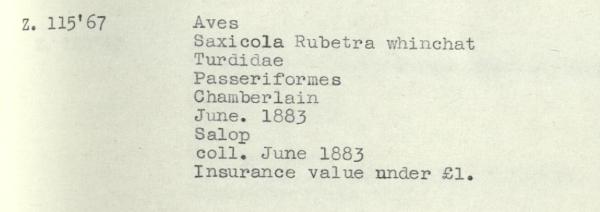 Z. 115'67 Aves
Saxicola Rubetra whinchat
Turdidae
Passeriformes
Chamberlain
June. 1883
Salop
coll. June 1883
Insurance value under £1.